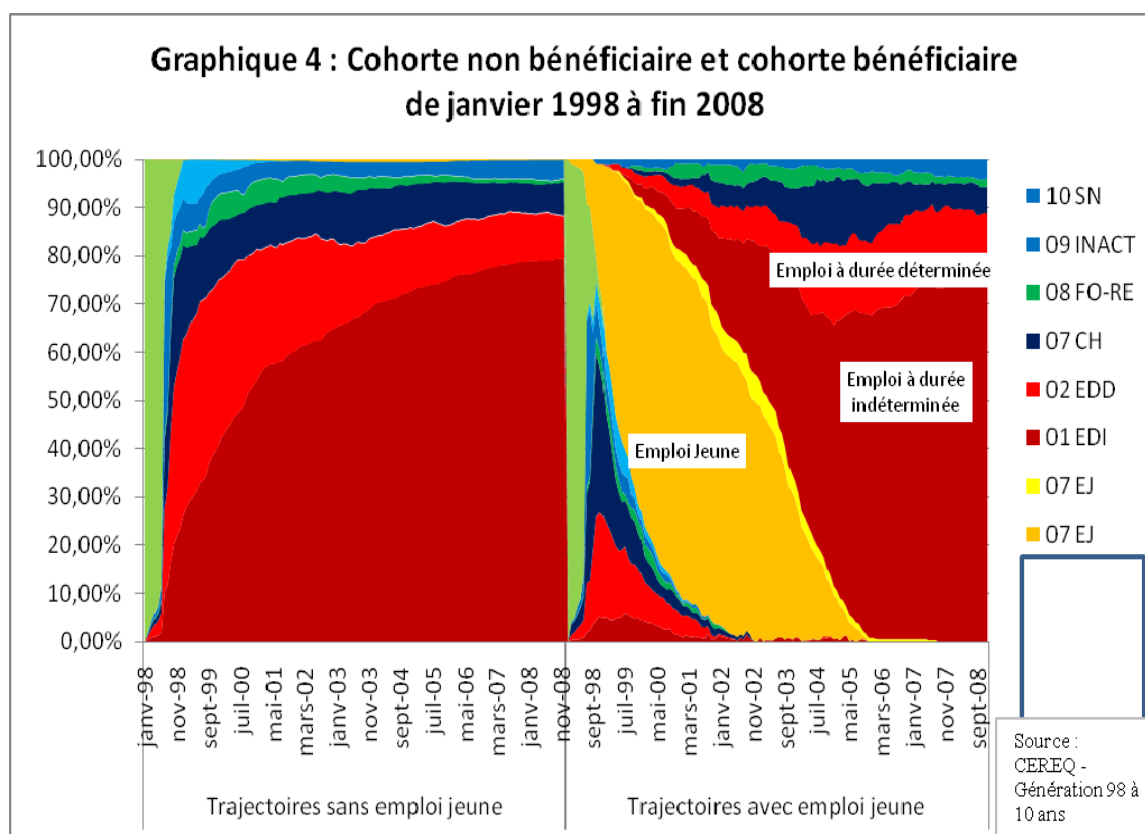 Graphique 4 : Cohorte non bénéficiaire et cohorte bénéficiaire
de janvier 1998 à fin 2008
100,00%
90,00%
80,00%
70,00%
60,00%
50,00%
40,00%
30,00%
20,00%
10,00%
0,00%
Emploi à durée déterminée
Emploi à durée
indéterminée
Emploi Jeune
10 SN
09 INACT
08 FO-RE
07 CH
02 EDD
01 EDI
07 EJ
07 EJ
janv-98
nov-98
sept-99
juil-00
mai-01
mars-02
janv-03
nov-03
sept-04
juil-05
mai-06
mars-07
janv-08
nov-08
sept-98
juil-99
mai-00
mars-01
janv-02
nov-02
sept-03
juil-04
mai-05
mars-06
janv-07
nov-07
sept-08
Trajectoires sans emploi jeune
Trajectoires avec emploi jeune
Source :
CEREQ -
Génération 98 à
10 ans